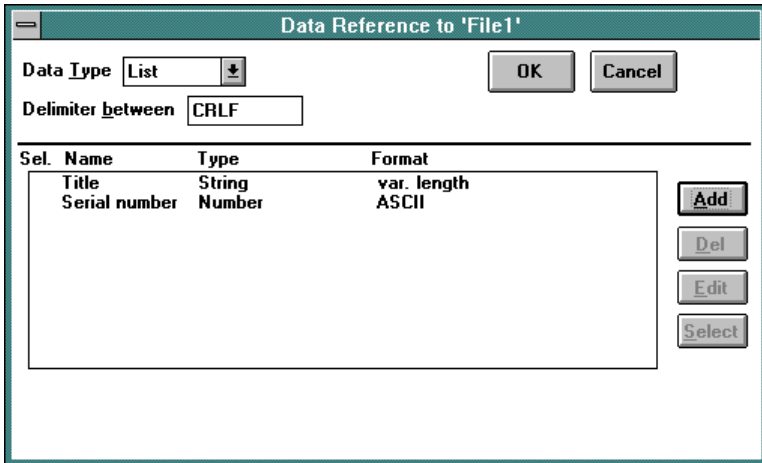 Data Reference to 'File1'
Data Type List
OK Cancel
Delimiter between CRLF
Sel. Name Type Format
Title String var. length
Serial number Number ASCII
Add
Del
Edit
Select